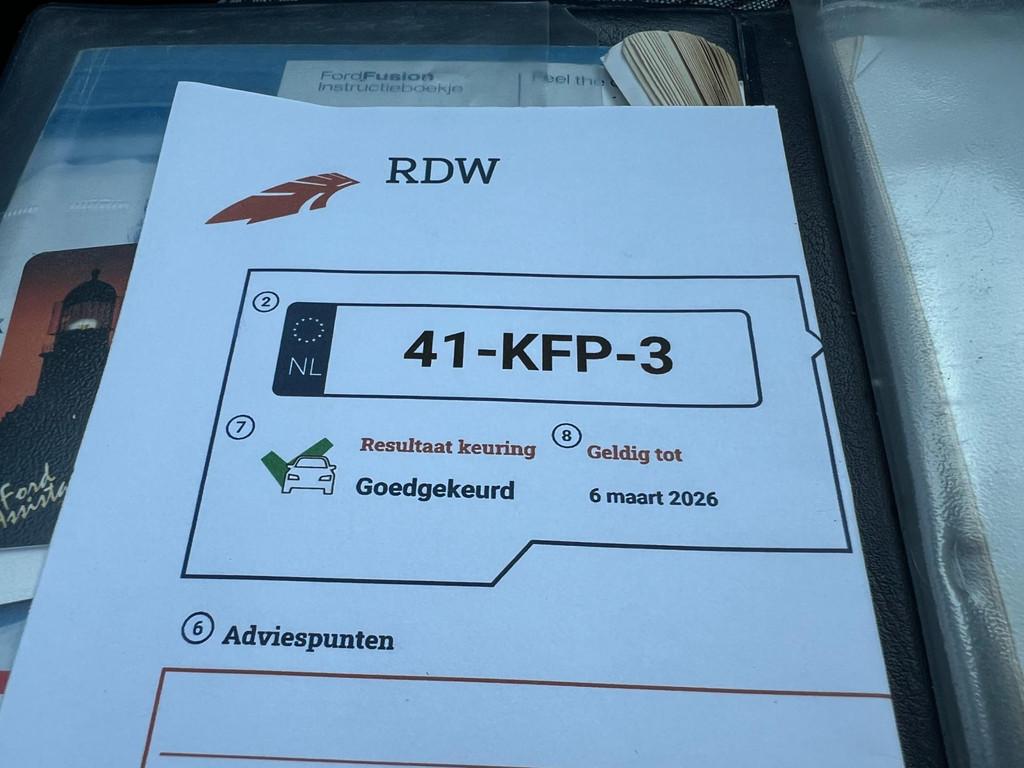 FordFusion
Instructieboekje
Feel the
RDW
2
NL
41-KFP-3
7
Resultaat keuring
Goedgekeurd
8
Geldig tot
6 maart 2026
Ford
6
Adviespunten